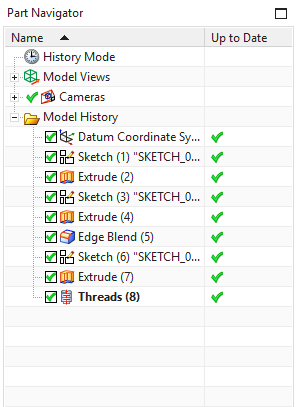 Part Navigator
Name Up to Date
History Mode
Model Views
Cameras
Model History
Datum Coordinate Sy...
Sketch (1) "SKETCH_0...
Extrude (2)
Sketch (3) "SKETCH_0...
Extrude (4)
Edge Blend (5)
Sketch (6) "SKETCH_0...
Extrude (7)
Threads (8)